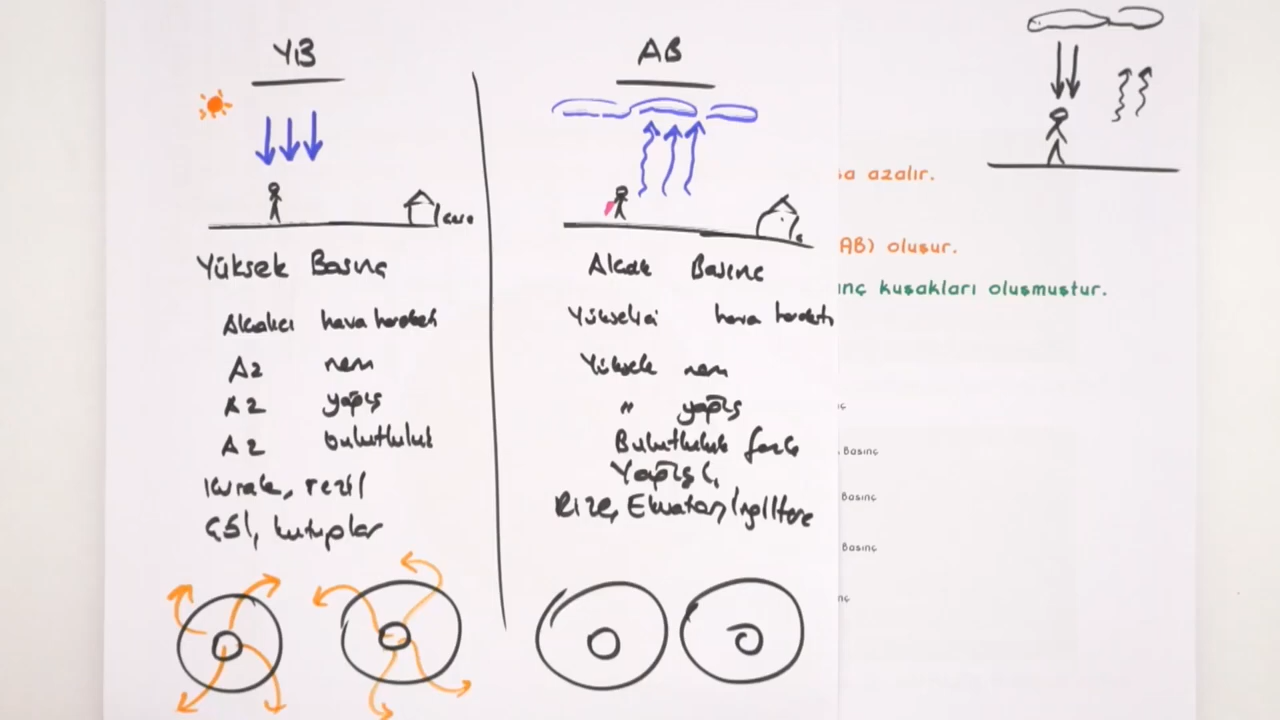 YB
Yüksek Basınç
Alçalıcı hava hareketi
Az nem
Az yağış
Az bulutluluk
Kurak, rezil
Çöl, kutuplar
AB
Alçak Basınç
Yükselici hava hareketi
Yüksek nem
" yağış
Bulutluluk fazla
Yağışlı,
Rize, Ekvator, İngiltere
sa azalır.
AB) oluşur.
ınç kuşakları oluşmuştur.
Basınç
Basınç
Basınç